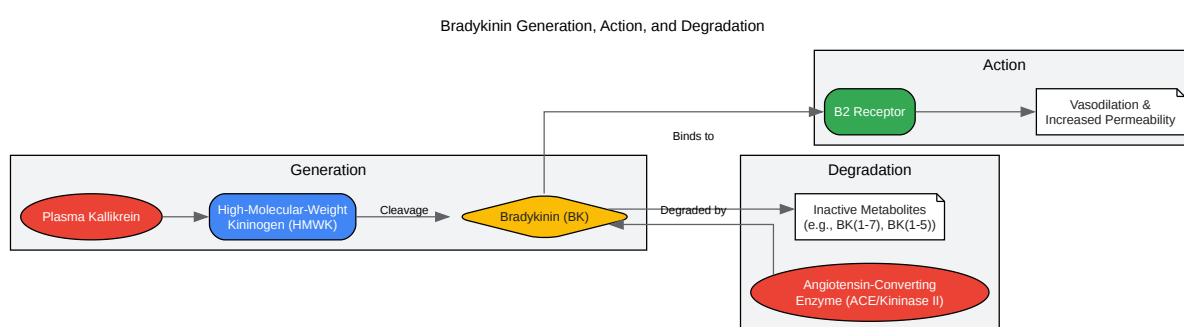 Bradykinin Generation, Action, and Degradation
Action
B2 Receptor
Vasodilation &
Increased Permeability
Binds to
Generation
Plasma Kallikrein
High-Molecular-Weight
Kininogen (HMWK)
Cleavage
Bradykinin (BK)
Degraded by
Degradation
Inactive Metabolites
(e.g., BK(1-7), BK(1-5))
Angiotensin-Converting
Enzyme (ACE/Kininase II)